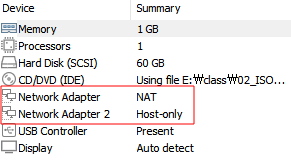 Device Summary
Memory 1 GB
Processors 1
Hard Disk (SCSI) 60 GB
CD/DVD (IDE) Using file E:₩class₩02_ISO...
Network Adapter NAT
Network Adapter 2 Host-only
USB Controller Present
Display Auto detect